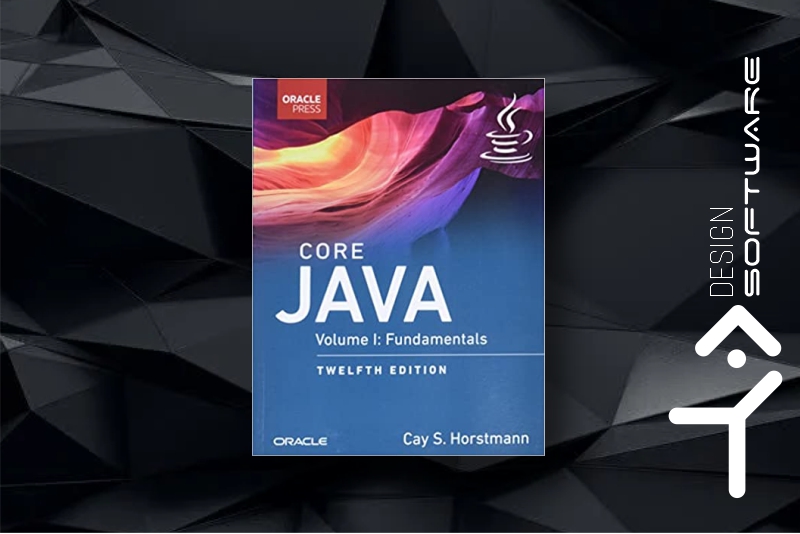 ORACLE
PRESS
CORE
JAVA
Volume I: Fundamentals
TWELFTH EDITION
ORACLE
Cay S. Horstmann
DESIGN
SOFTWARE